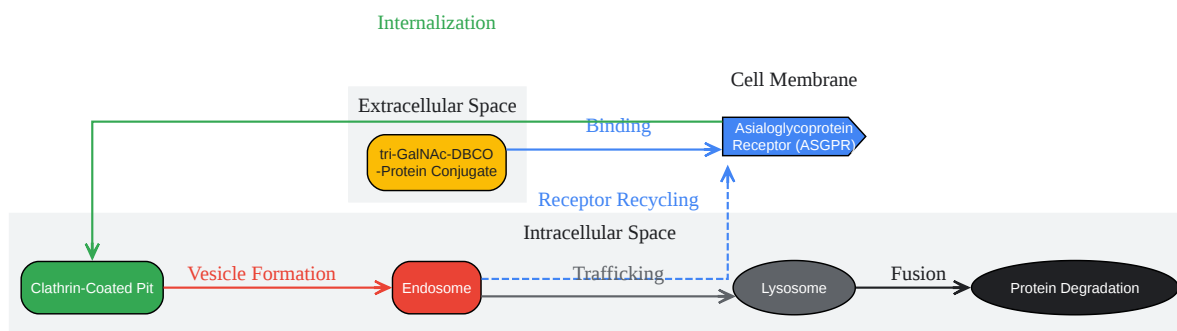 Internalization
Cell Membrane
Extracellular Space
Binding
Asialoglycoprotein
Receptor (ASGPR)
tri-GalNAc-DBCO
-Protein Conjugate
Receptor Recycling
Intracellular Space
Clathrin-Coated Pit
Vesicle Formation
Endosome
Trafficking
Lysosome
Fusion
Protein Degradation